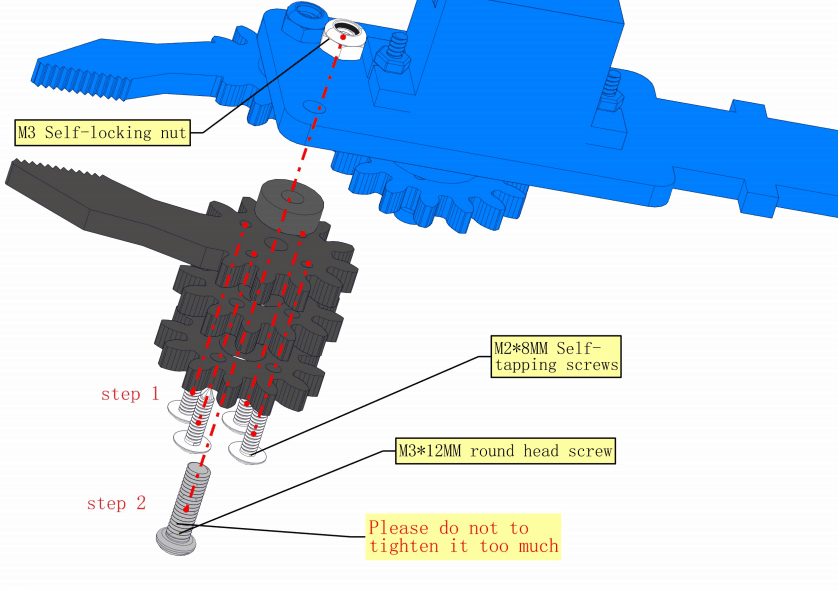 M3 Self-locking nut
M2*8MM Self-
tapping screws
step 1
M3*12MM round head screw
step 2
Please do not to
tighten it too much